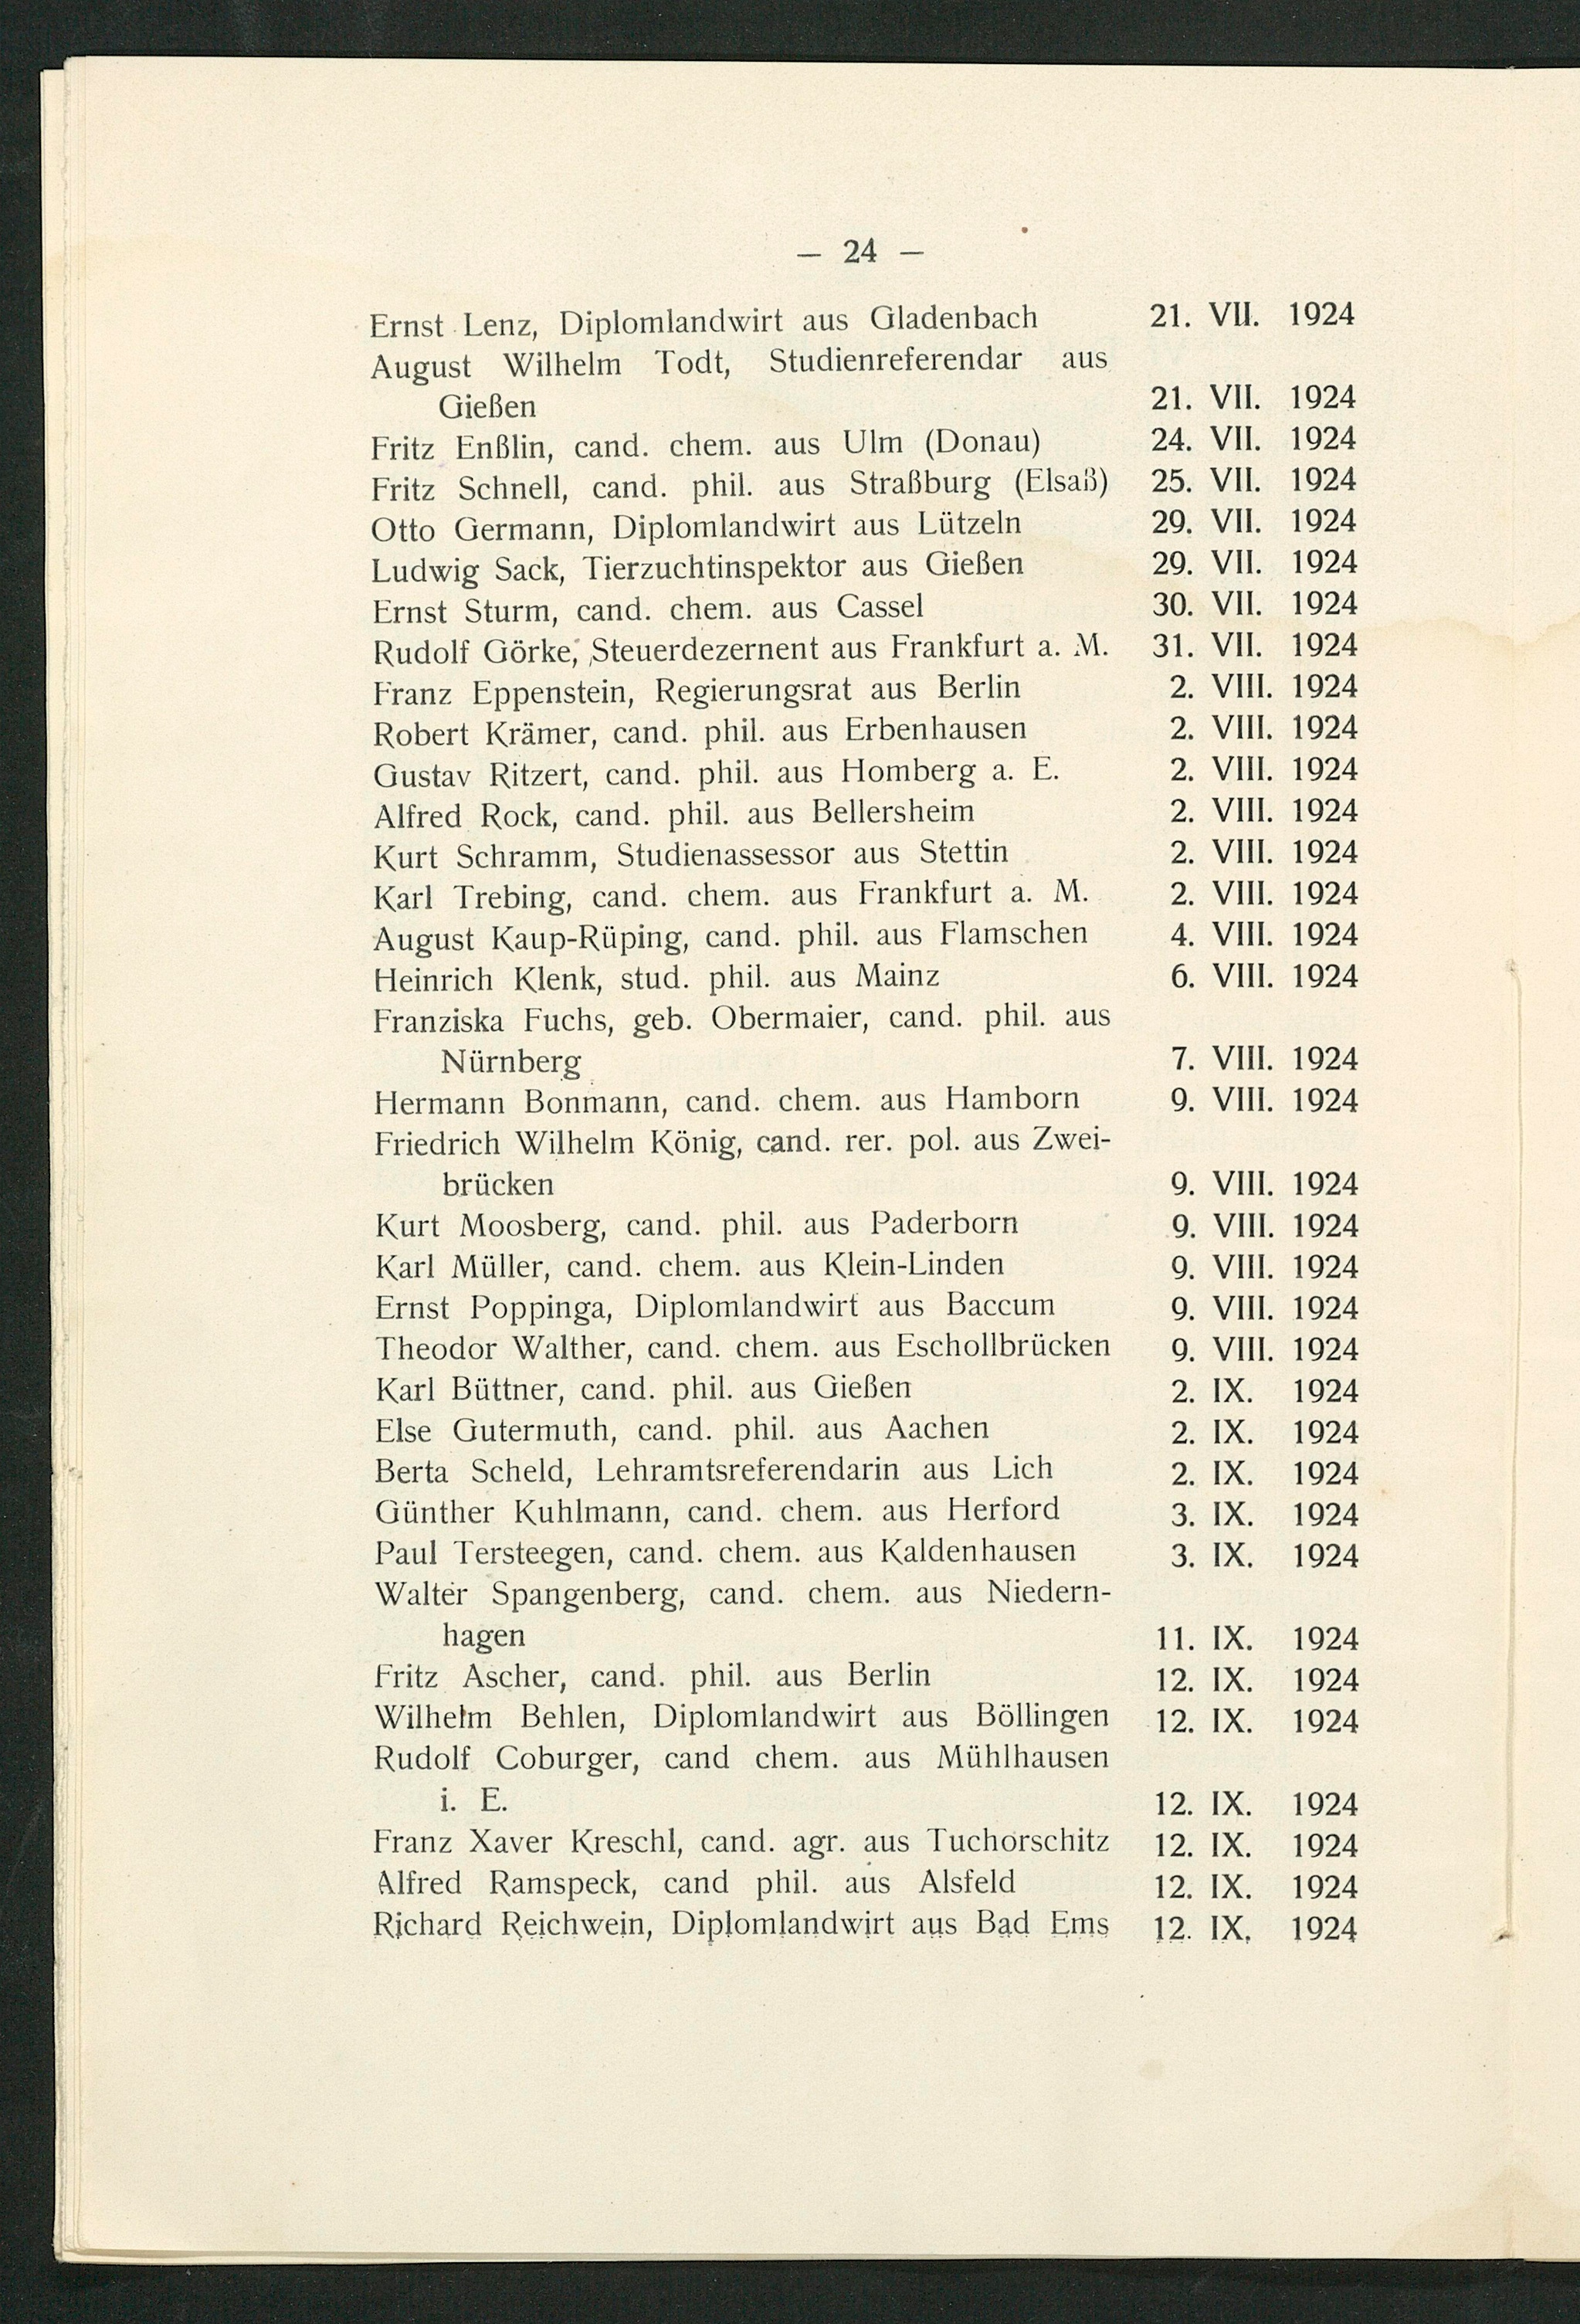 — 24 —
Ernst Lenz, Diplomlandwirt aus Gladenbach 21. VII. 1924
August Wilhelm Todt, Studienreferendar aus
Gießen 21. VII. 1924
Fritz Enßlin, cand. chem. aus Ulm (Donau) 24. VII. 1924
Fritz Schnell, cand. phil. aus Straßburg (Elsaß) 25. VII. 1924
Otto Germann, Diplomlandwirt aus Lützeln 29. VII. 1924
Ludwig Sack, Tierzuchtinspektor aus Gießen 29. VII. 1924
Ernst Sturm, cand. chem. aus Cassel 30. VII. 1924
Rudolf Görke, Steuerdezernent aus Frankfurt a. M. 31. VII. 1924
Franz Eppenstein, Regierungsrat aus Berlin 2. VIII. 1924
Robert Krämer, cand. phil. aus Erbenhausen 2. VIII. 1924
Gustav Ritzert, cand. phil. aus Homberg a. E. 2. VIII. 1924
Alfred Rock, cand. phil. aus Bellersheim 2. VIII. 1924
Kurt Schramm, Studienassessor aus Stettin 2. VIII. 1924
Karl Trebing, cand. chem. aus Frankfurt a. M. 2. VIII. 1924
August Kaup-Rüping, cand. phil. aus Flamschen 4. VIII. 1924
Heinrich Klenk, stud. phil. aus Mainz 6. VIII. 1924
Franziska Fuchs, geb. Obermaier, cand. phil. aus
Nürnberg 7. VIII. 1924
Hermann Bonmann, cand. chem. aus Hamborn 9. VIII. 1924
Friedrich Wilhelm König, cand. rer. pol. aus Zwei-
brücken 9. VIII. 1924
Kurt Moosberg, cand. phil. aus Paderborn 9. VIII. 1924
Karl Müller, cand. chem. aus Klein-Linden 9. VIII. 1924
Ernst Poppinga, Diplomlandwirt aus Baccum 9. VIII. 1924
Theodor Walther, cand. chem. aus Eschollbrücken 9. VIII. 1924
Karl Büttner, cand. phil. aus Gießen 2. IX. 1924
Else Gutermuth, cand. phil. aus Aachen 2. IX. 1924
Berta Scheld, Lehramtsreferendarin aus Lich 2. IX. 1924
Günther Kuhlmann, cand. chem. aus Herford 3. IX. 1924
Paul Tersteegen, cand. chem. aus Kaldenhausen 3. IX. 1924
Walter Spangenberg, cand. chem. aus Niedern-
hagen 11. IX. 1924
Fritz Ascher, cand. phil. aus Berlin 12. IX. 1924
Wilhelm Behlen, Diplomlandwirt aus Böllingen 12. IX. 1924
Rudolf Coburger, cand chem. aus Mühlhausen
i. E. 12. IX. 1924
Franz Xaver Kreschl, cand. agr. aus Tuchorschitz 12. IX. 1924
Alfred Ramspeck, cand phil. aus Alsfeld 12. IX. 1924
Richard Reichwein, Diplomlandwirt aus Bad Ems 12. IX. 1924